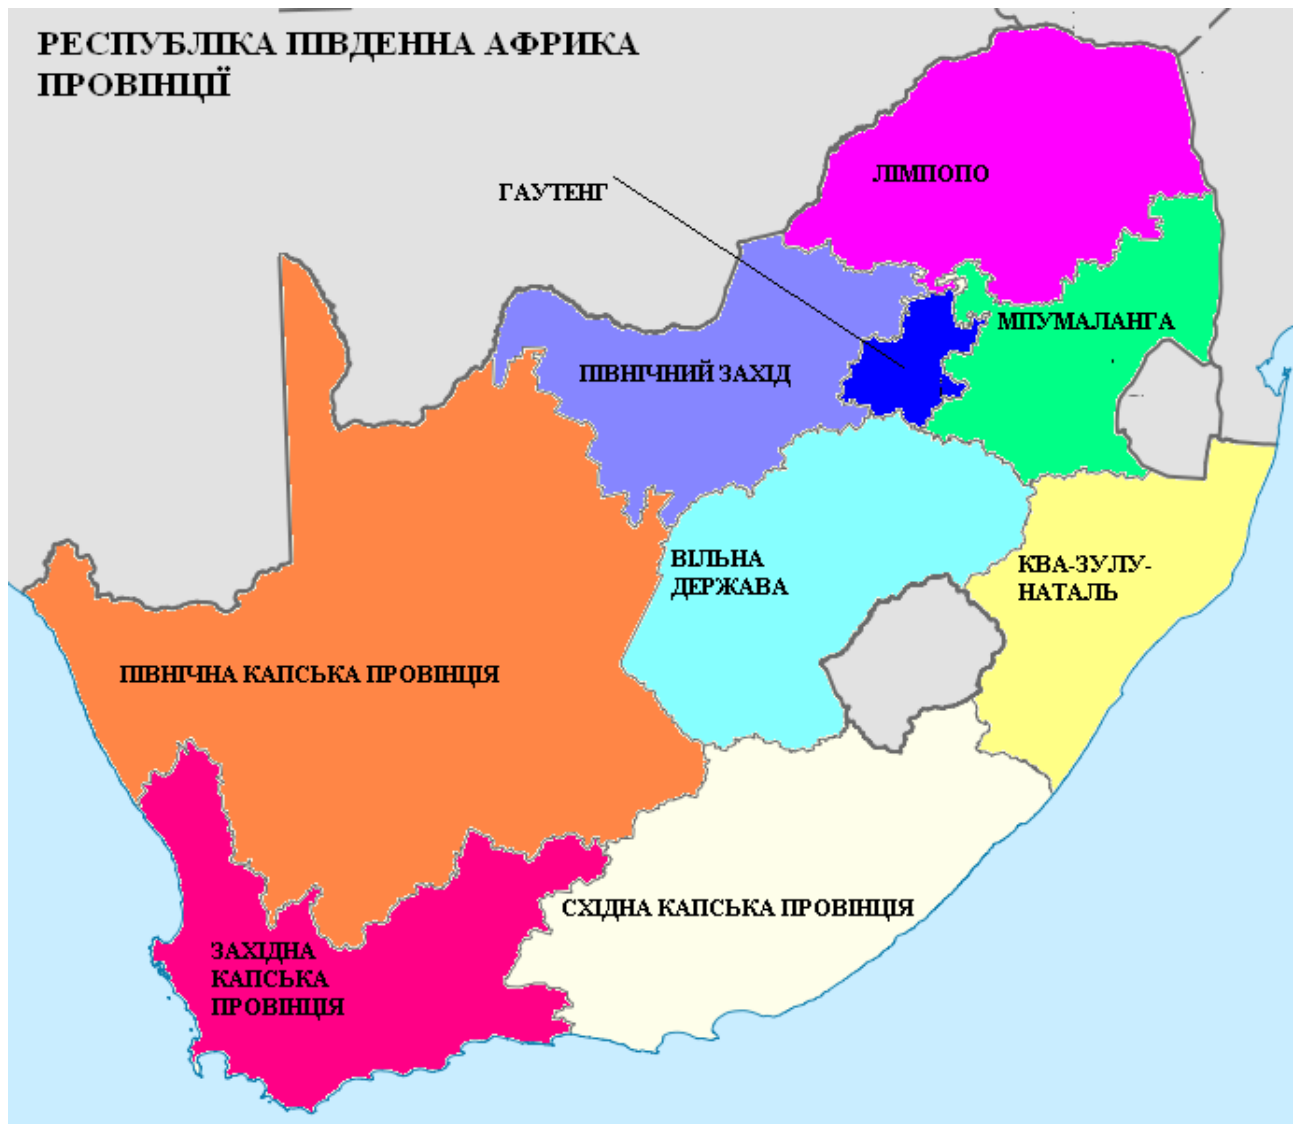 РЕСПУБЛІКА ПІВДЕННА АФРИКА
ПРОВІНЦІЇ
ЛІМПОПО
ГАУТЕНГ
МПУМАЛАНГА
ПІВНІЧНИЙ ЗАХІД
ВІЛЬНА
ДЕРЖАВА
КВА-ЗУЛУ-
НАТАЛЬ
ПІВНІЧНА КАПСЬКА ПРОВІНЦІЯ
СХІДНА КАПСЬКА ПРОВІНЦІЯ
ЗАХІДНА
КАПСЬКА
ПРОВІНЦІЯ